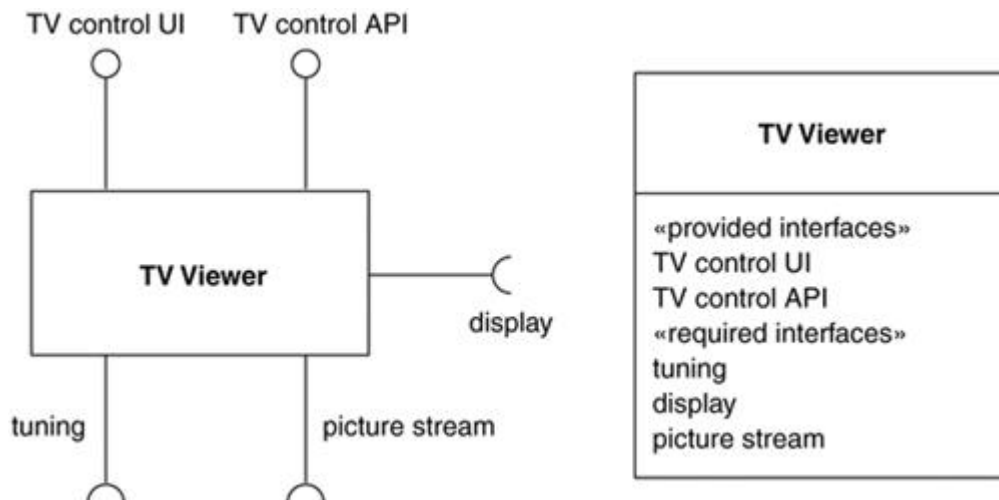 TV control UI
TV control API
TV Viewer
display
tuning
picture stream
TV Viewer
«provided interfaces»
TV control UI
TV control API
«required interfaces»
tuning
display
picture stream